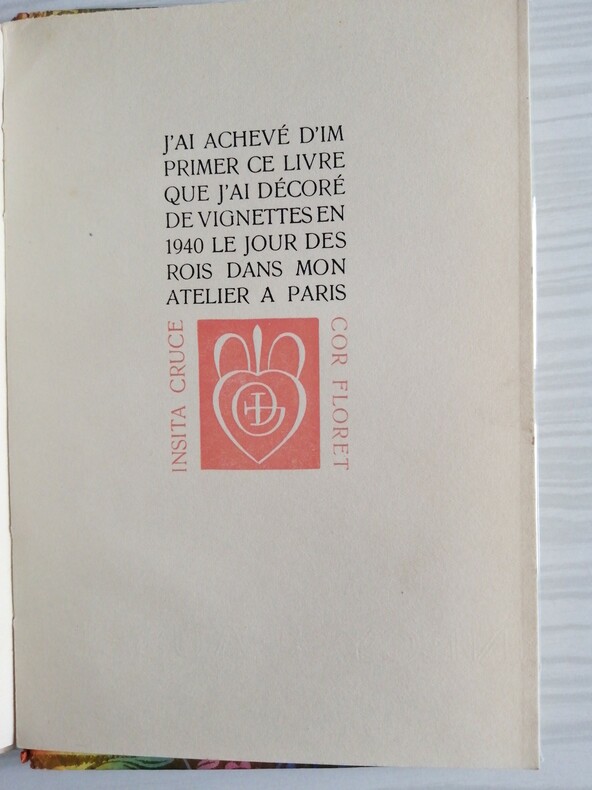 J'AI ACHEVÉ D'IM
PRIMER CE LIVRE
QUE J'AI DÉCORÉ
DE VIGNETTES EN
1940 LE JOUR DES
ROIS DANS MON
ATELIER A PARIS
INSITA CRUCE
COR FLORET